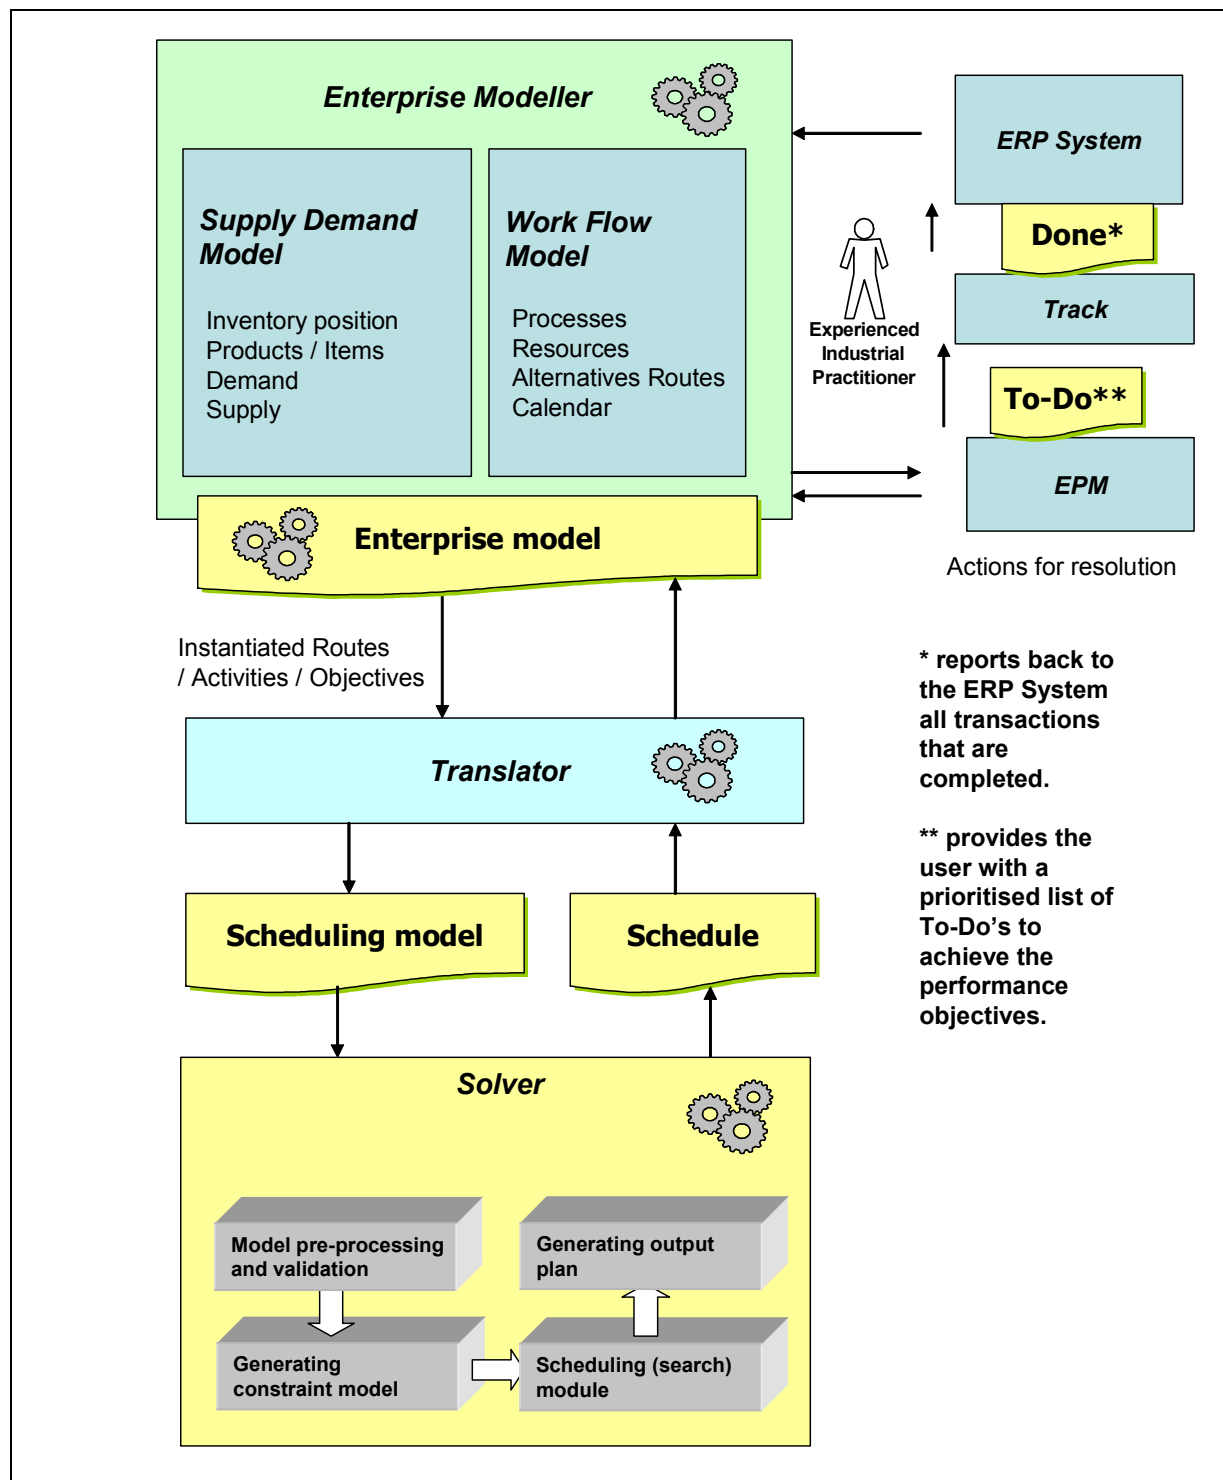 Enterprise Modeller
Supply Demand
Model
Inventory position
Products / Items
Demand
Supply
Work Flow
Model
Processes
Resources
Alternatives Routes
Calendar
ERP System
Done*
Track
To-Do**
EPM
Actions for resolution
Experienced
Industrial
Practitioner
Enterprise model
Instantiated Routes
/ Activities / Objectives
Translator
Scheduling model
Schedule
* reports back to
the ERP System
all transactions
that are
completed.
** provides the
user with a
prioritised list of
To-Do’s to
achieve the
performance
objectives.
Solver
Model pre-processing
and validation
Generating output
plan
Generating
constraint model
Scheduling (search)
module